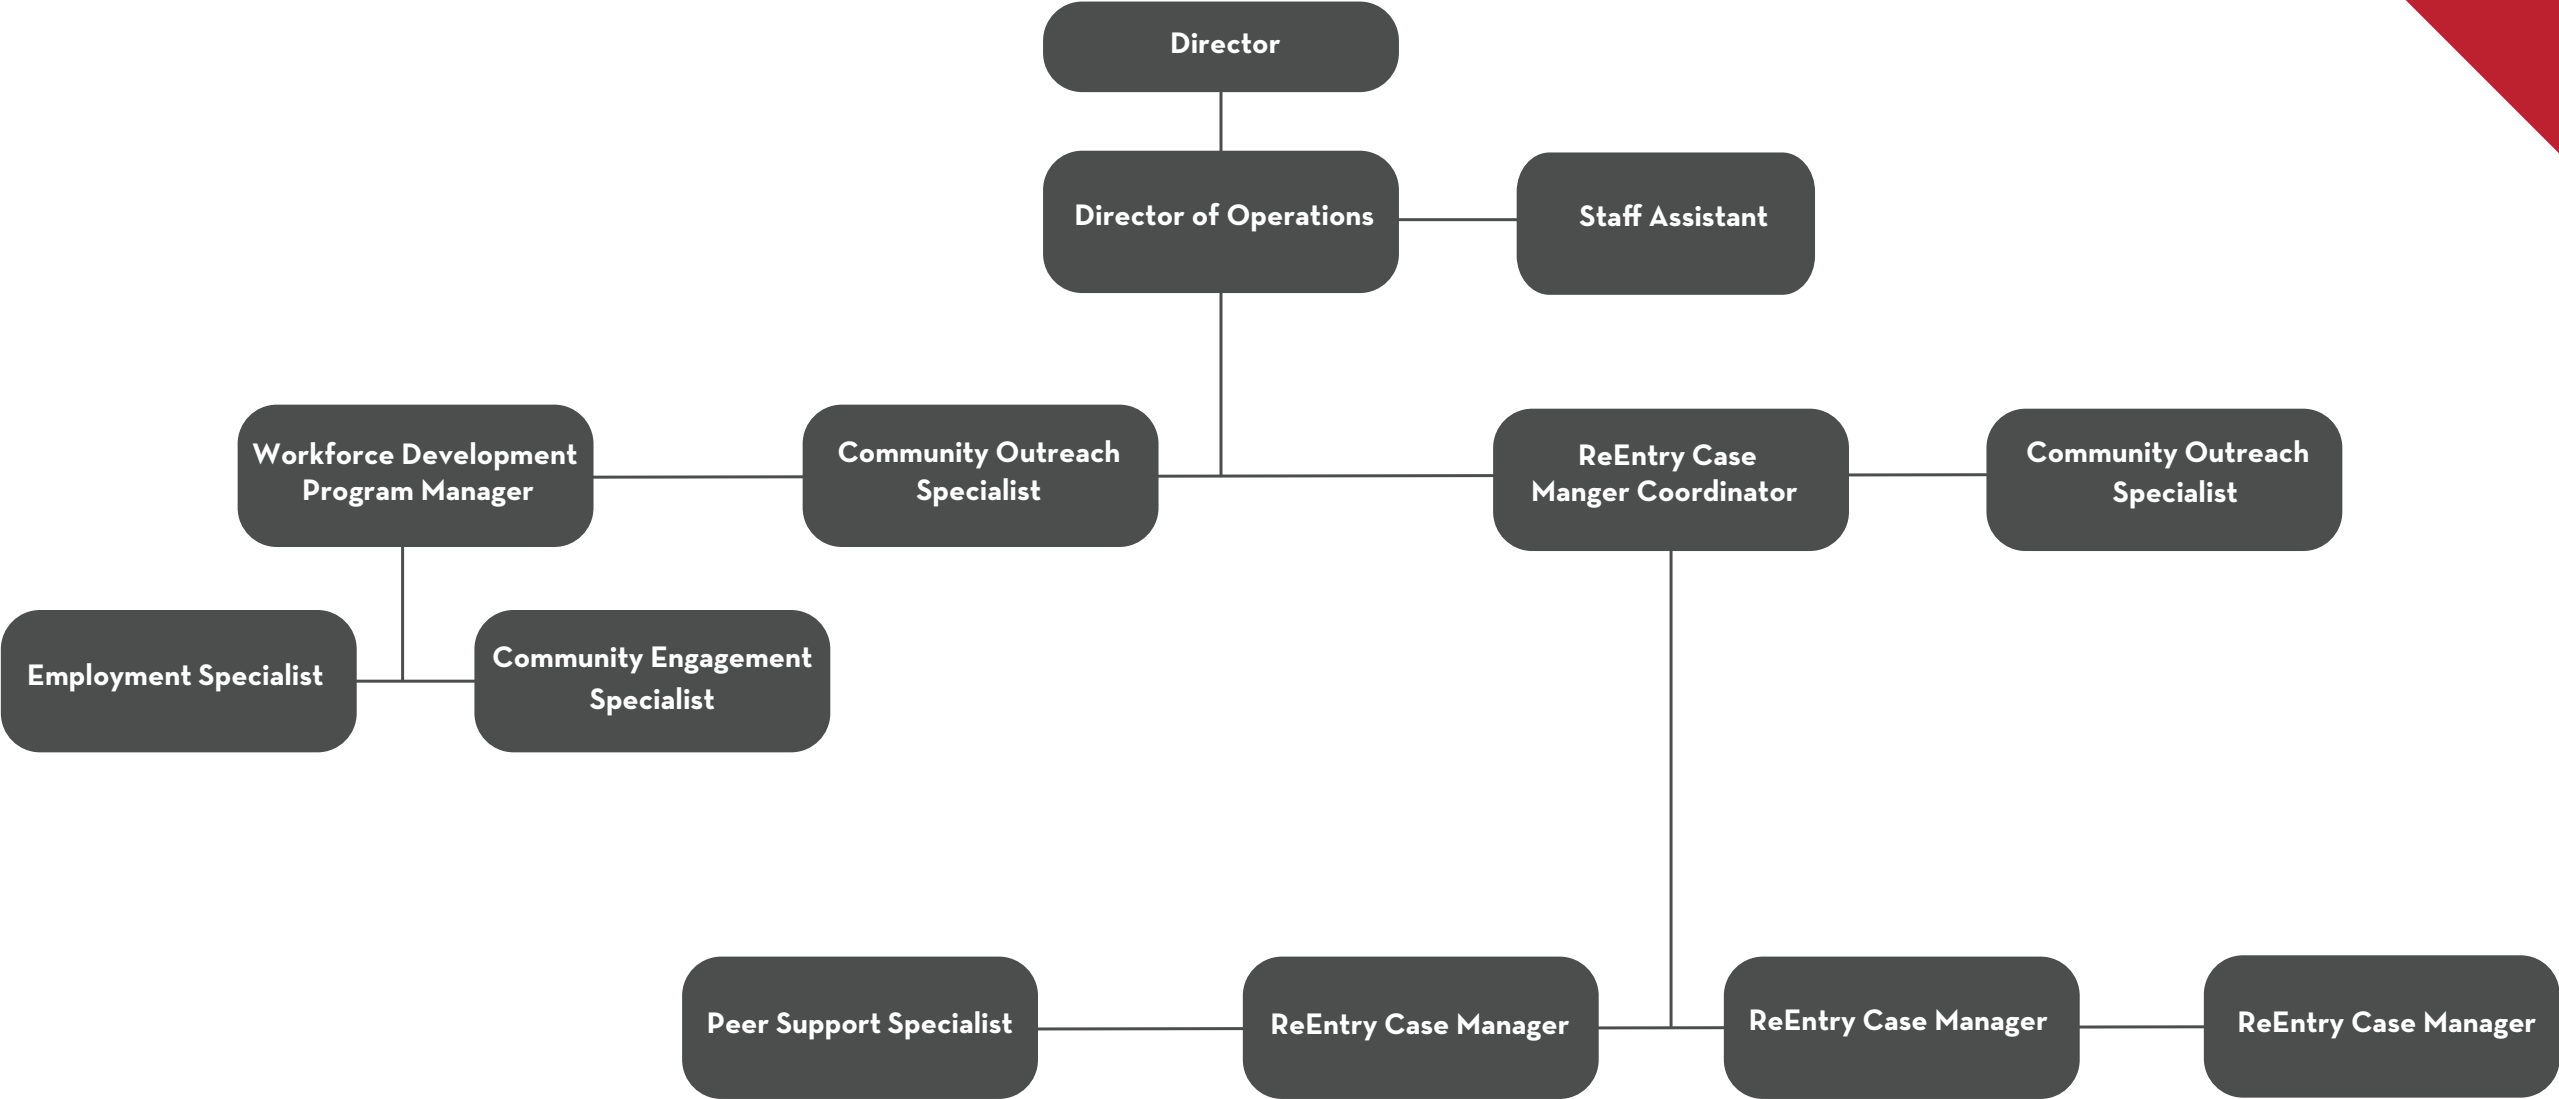 Director
Director of Operations
Staff Assistant
Workforce Development
Program Manager
Community Outreach
Specialist
ReEntry Case
Manger Coordinator
Community Outreach
Specialist
Employment Specialist
Community Engagement
Specialist
Peer Support Specialist
ReEntry Case Manager
ReEntry Case Manager
ReEntry Case Manager